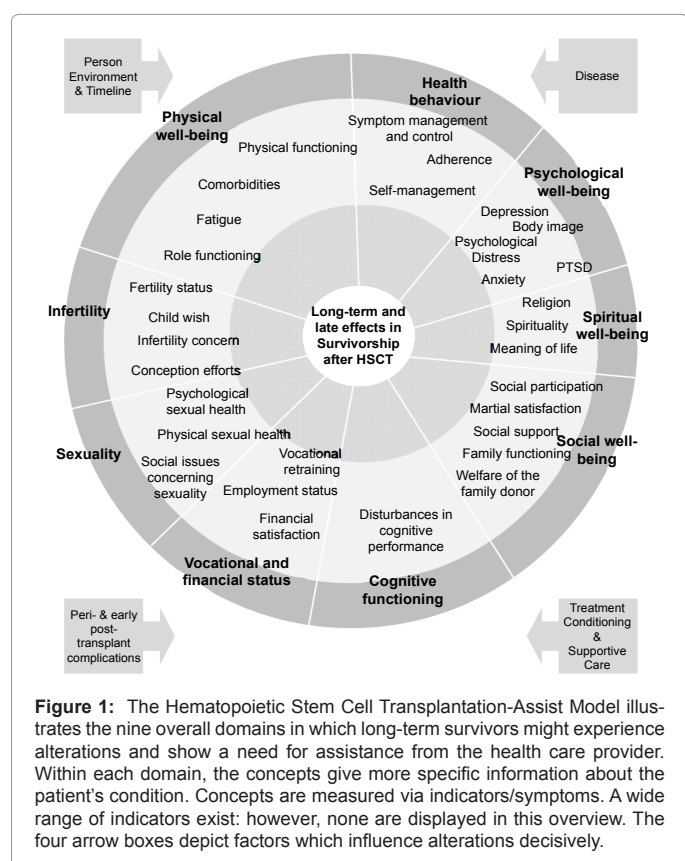 Person
Environment
& Timeline
Disease
Health
behaviour
Symptom management
and control
Adherence
Self-management
Physical
well-being
Physical functioning
Comorbidities
Fatigue
Role functioning
Psychological
well-being
Depression
Body image
Psychological
Distress
PTSD
Anxiety
Infertility
Fertility status
Child wish
Infertility concern
Conception efforts
Long-term and
late effects in
Survivorship
after HSCT
Spiritual
well-being
Religion
Spirituality
Meaning of life
Social well-
being
Social participation
Martial satisfaction
Social support
Family functioning
Welfare of the
family donor
Sexuality
Psychological
sexual health
Physical sexual health
Social issues
concerning
sexuality
Vocational
retraining
Employment status
Financial
satisfaction
Vocational and
financial status
Disturbances in
cognitive
performance
Cognitive
functioning
Peri- & early
post-
transplant
complications
Treatment
Conditioning
&
Supportive
Care
Figure 1: The Hematopoietic Stem Cell Transplantation-Assist Model illus-
trates the nine overall domains in which long-term survivors might experience
alterations and show a need for assistance from the health care provider.
Within each domain, the concepts give more specific information about the
patient's condition. Concepts are measured via indicators/symptoms. A wide
range of indicators exist: however, none are displayed in this overview. The
four arrow boxes depict factors which influence alterations decisively.